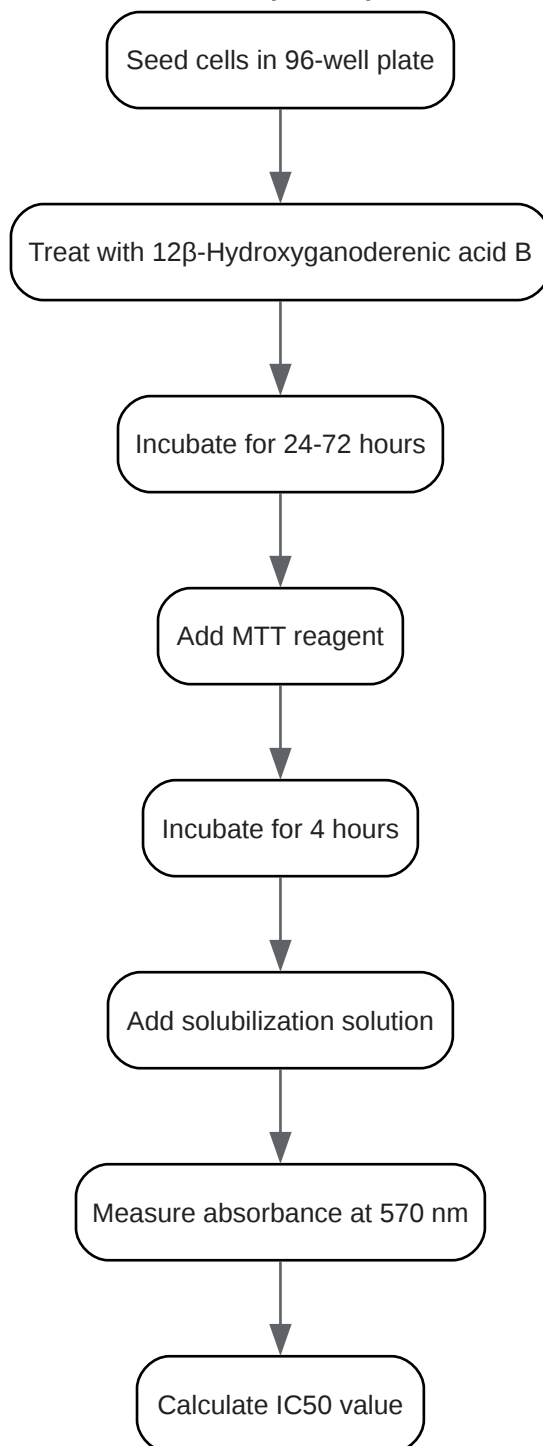 Seed cells in 96-well plate
Treat with 12β-Hydroxyganoderenic acid B
Incubate for 24-72 hours
Add MTT reagent
Incubate for 4 hours
Add solubilization solution
Measure absorbance at 570 nm
Calculate IC50 value